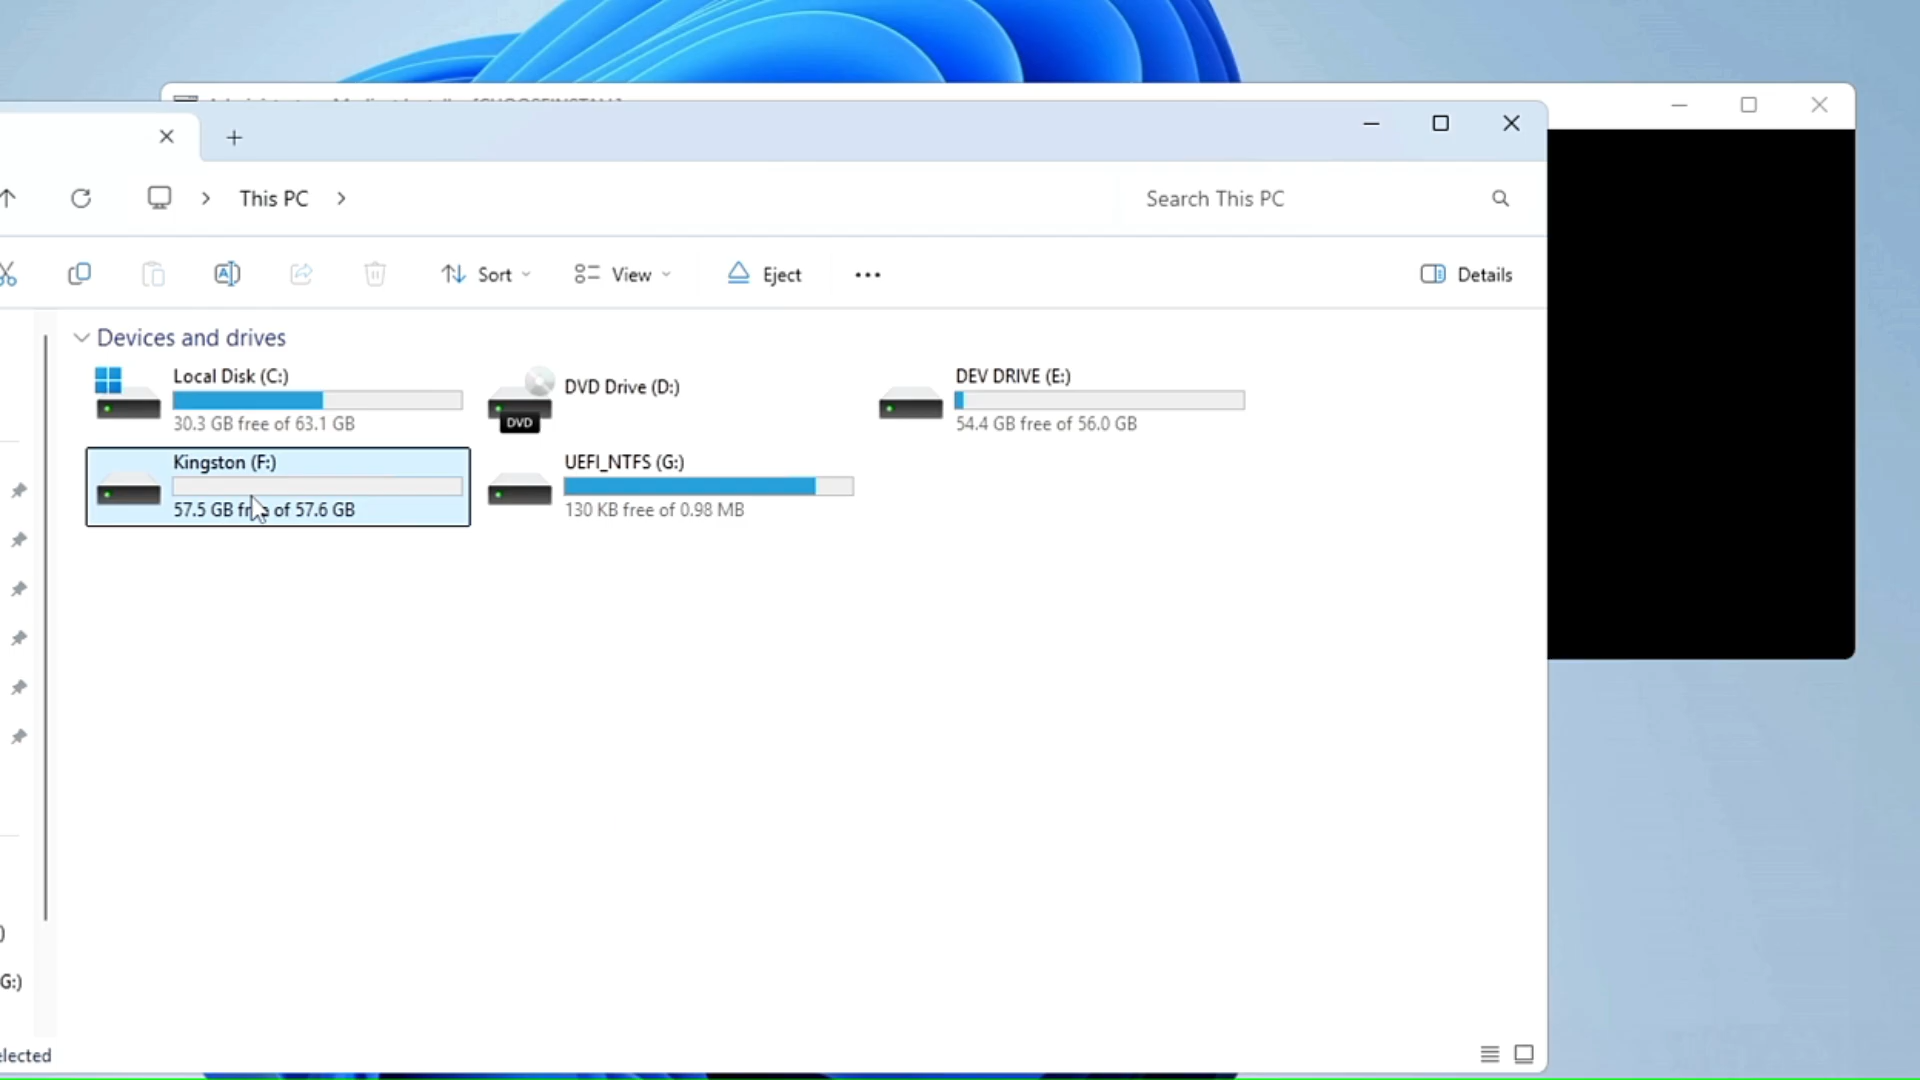 This PC
Search This PC
Sort
View
Eject
Details
Devices and drives
Local Disk (C:)
30.3 GB free of 63.1 GB
DVD
DVD Drive (D:)
DEV DRIVE (E:)
54.4 GB free of 56.0 GB
Kingston (F:)
57.5 GB free of 57.6 GB
UEFI_NTFS (G:)
130 KB free of 0.98 MB
)
G:)
elected